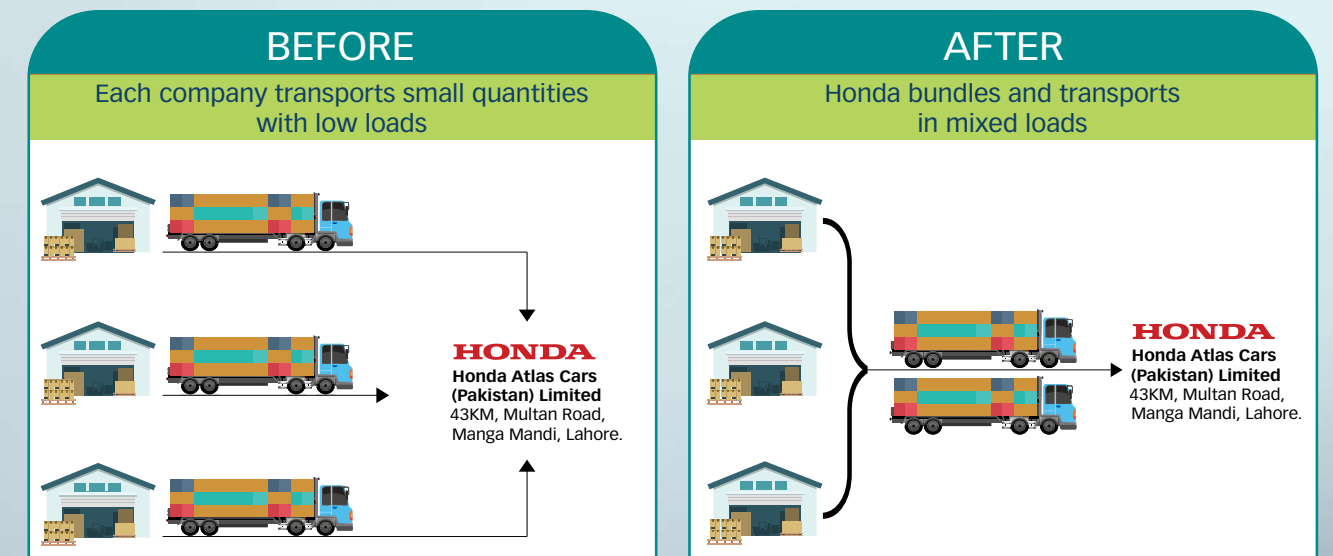 BEFORE
Each company transports small quantities
with low loads
HONDA
Honda Atlas Cars
(Pakistan) Limited
43KM, Multan Road,
Manga Mandi, Lahore.
AFTER
Honda bundles and transports
in mixed loads
HONDA
Honda Atlas Cars
(Pakistan) Limited
43KM, Multan Road,
Manga Mandi, Lahore.